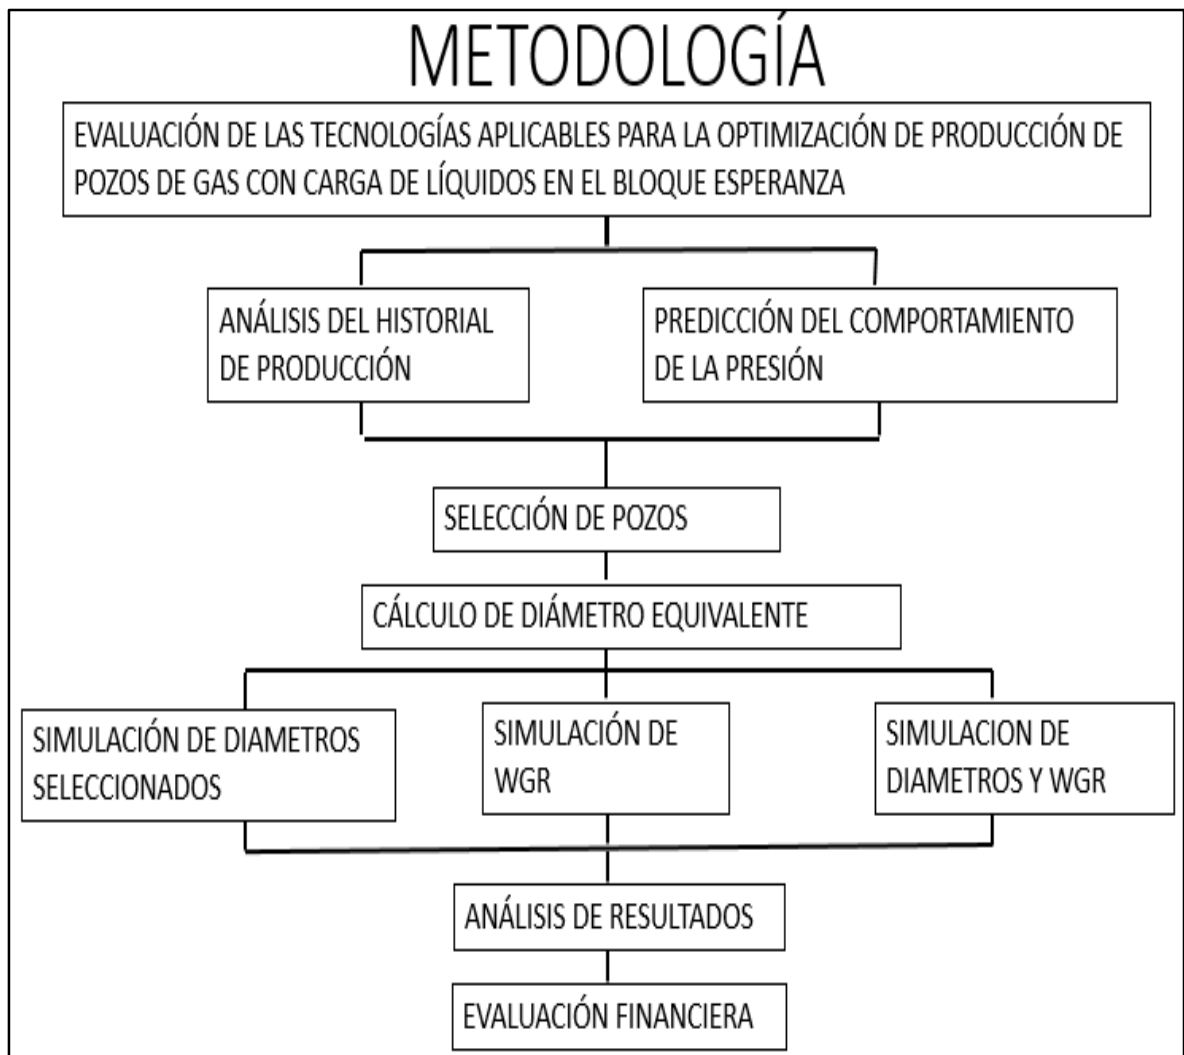 METODOLOGÍA
EVALUACIÓN DE LAS TECNOLOGÍAS APLICABLES PARA LA OPTIMIZACIÓN DE PRODUCCIÓN DE
POZOS DE GAS CON CARGA DE LÍQUIDOS EN EL BLOQUE ESPERANZA
ANÁLISIS DEL HISTORIAL
DE PRODUCCIÓN
PREDICCIÓN DEL COMPORTAMIENTO
DE LA PRESIÓN
SELECCIÓN DE POZOS
CÁLCULO DE DIÁMETRO EQUIVALENTE
SIMULACIÓN DE DIAMETROS
SELECCIONADOS
SIMULACIÓN DE
WGR
SIMULACION DE
DIAMETROS Y WGR
ANÁLISIS DE RESULTADOS
EVALUACIÓN FINANCIERA